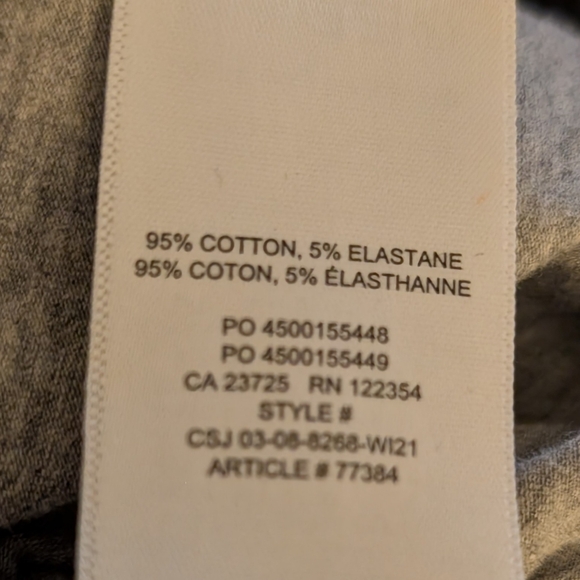 95% COTTON, 5% ELASTANE
95% COTON, 5% ÉLASTHANNE
PO 4500155448
PO 4500155449
CA 23725 RN 122354
STYLE #
CSJ 03-08-8268-WI21
ARTICLE # 77384